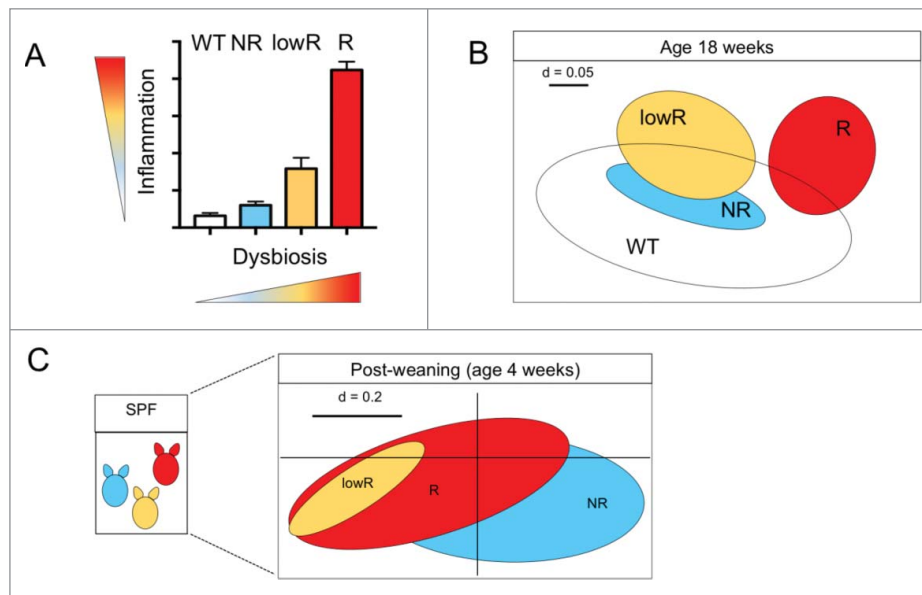 A
WT NR lowR R
Inflammation
Dysbiosis
B
Age 18 weeks
d = 0.05
lowR
R
NR
WT
C
SPF
Post-weaning (age 4 weeks)
d = 0.2
lowR
R
NR